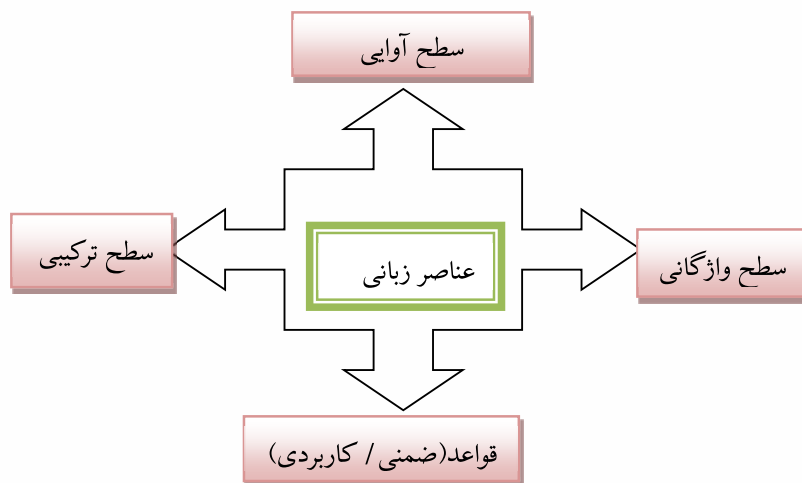 سطح آوایی
سطح ترکیبی
عناصر زبانی
سطح واژگانی
قواعد(ضمنی/ کاربردی)